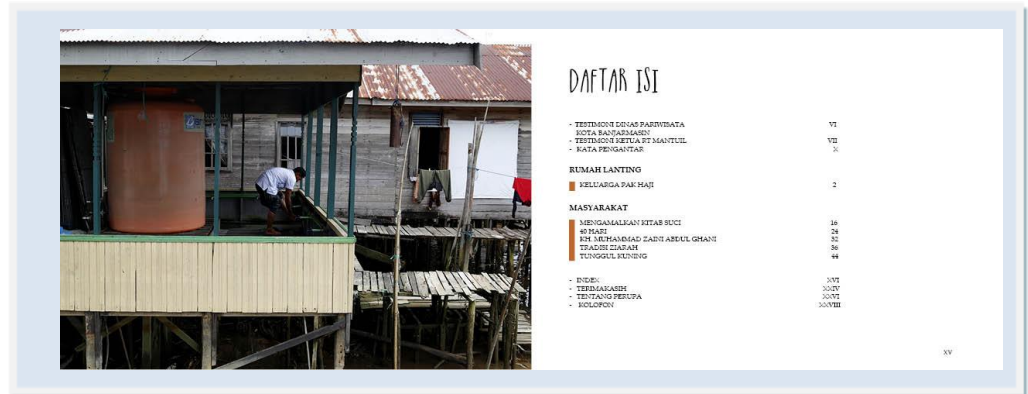 DAFTAR ISI
- TESTIMONI DINAS PARIWISATA VI
KOTA BANJARMASIN
- TESTIMONI KETUA RT MANTUIL VII
- KATA PENGANTAR X
RUMAH LANTING
KELUARGA PAK HAJI 2
MASYARAKAT
MENGAMALKAN KITAB SUCI 16
40 HARI 24
KH. MUHAMMAD ZAINI ABDUL GHANI 32
TRADISI ZIARAH 36
TUNGGUL KUNING 44
- INDEX XVI
- TERIMAKASIH XXIV
- TENTANG PERUPA XXVI
- KOLOFON XXVIII
XV